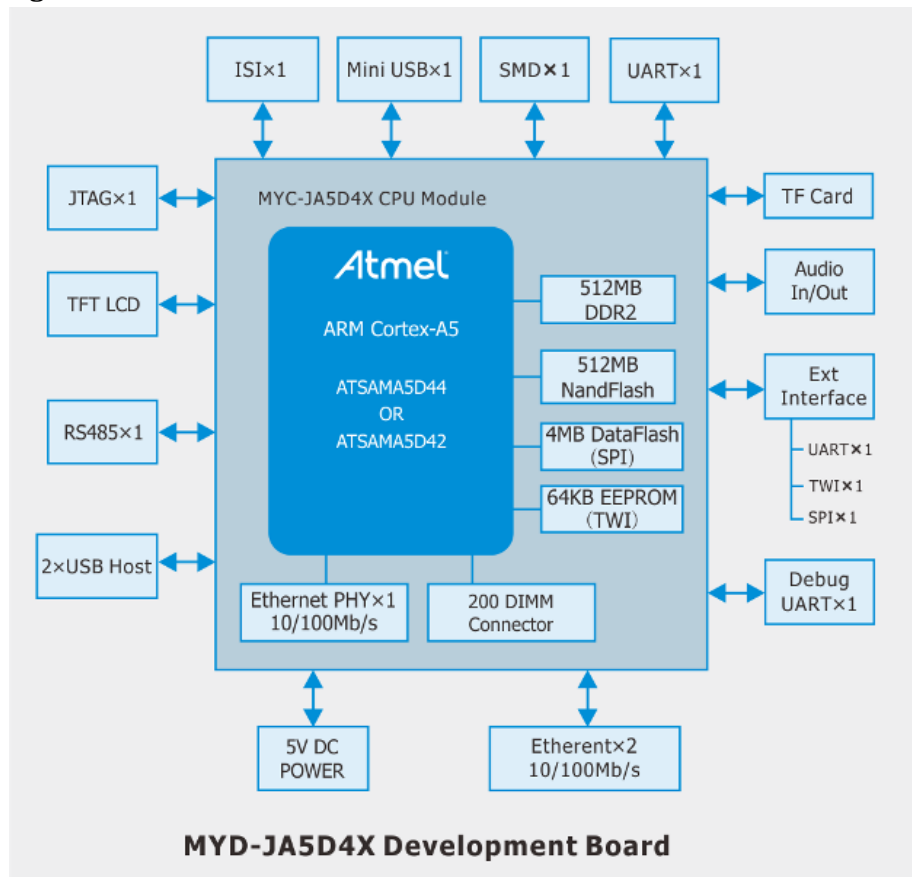 ISI×1
Mini USB×1
SMD×1
UART×1
JTAG×1
TFT LCD
RS485×1
2×USB Host
MYC-JA5D4X CPU Module
Atmel
ARM Cortex-A5
ATSAMA5D44
OR
ATSAMA5D42
512MB
DDR2
512MB
NandFlash
4MB DataFlash
(SPI)
64KB EEPROM
(TWI)
Ethernet PHY×1
10/100Mb/s
200 DIMM
Connector
TF Card
Audio
In/Out
Ext
Interface
UART×1
TWI×1
SPI×1
Debug
UART×1
5V DC
POWER
Etherent×2
10/100Mb/s
MYD-JA5D4X Development Board